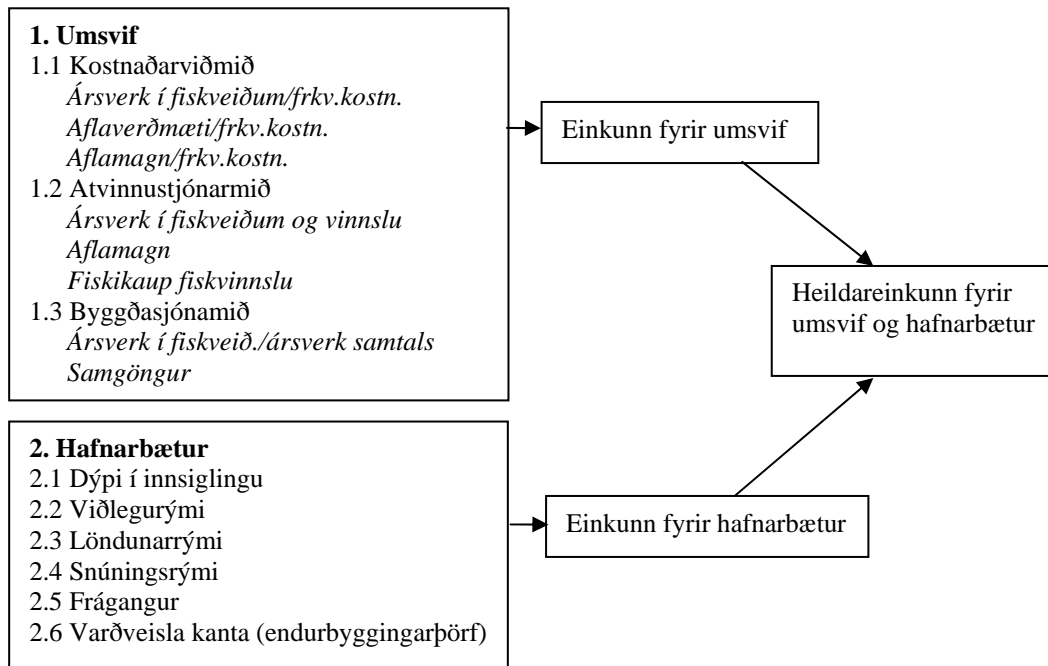 1. Umsvif
1.1 Kostnaðarviðmið
Ársverk í fiskveiðum/frkv.kostn.
Aflaverðmæti/frkv.kostn.
Aflamagn/frkv.kostn.
1.2 Atvinnustjónarmið
Ársverk í fiskveiðum og vinnslu
Aflamagn
Fiskikaup fiskvinnslu
1.3 Byggðasjónamið
Ársverk í fiskveið./ársverk samtals
Samgöngur
Einkunn fyrir umsvif
Heildareinkunn fyrir
umsvif og hafnarbætur
2. Hafnarbætur
2.1 Dýpi í innsiglingu
2.2 Viðlegurými
2.3 Löndunarrými
2.4 Snúningsrými
2.5 Frágangur
2.6 Varðveisla kanta (endurbyggingarþörf)
Einkunn fyrir hafnarbætur